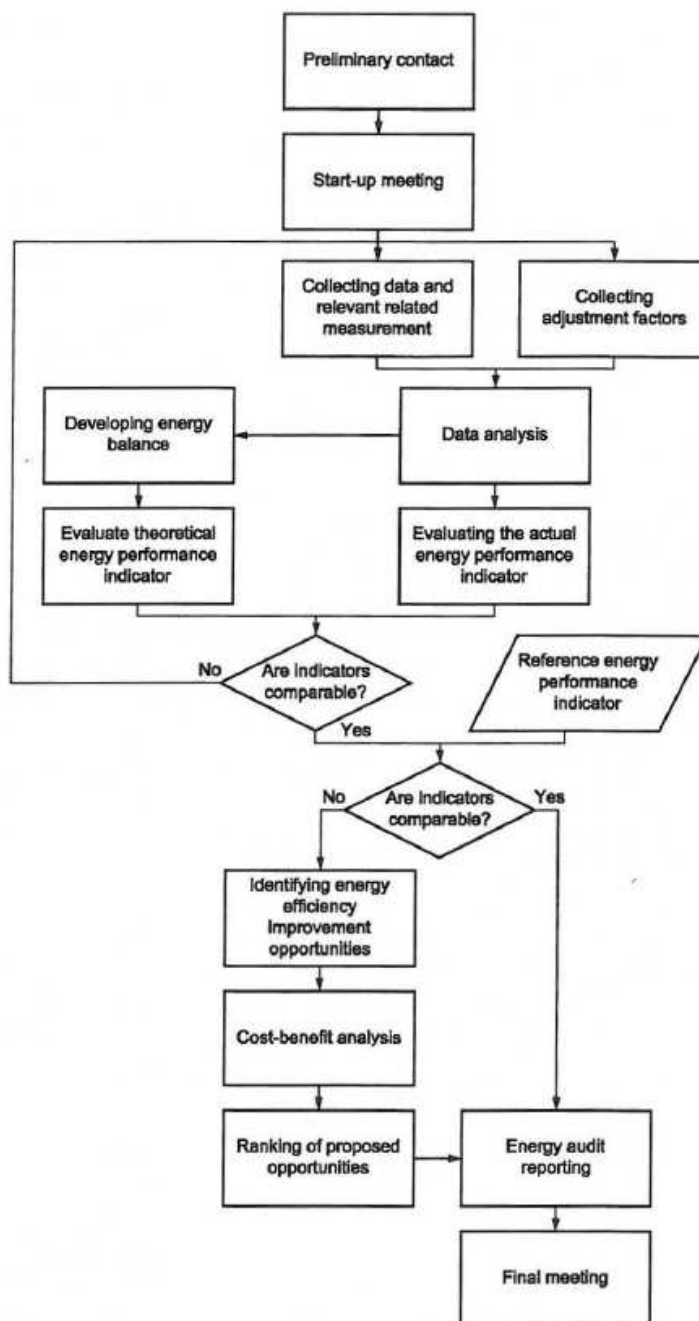 Preliminary contact
Start-up meeting
Collecting data and
relevant related
measurement
Collecting
adjustment factors
Developing energy
balance
Data analysis
Evaluate theoretical
energy performance
indicator
Evaluating the actual
energy performance
indicator
No
Are indicators
comparable?
Yes
Reference energy
performance
indicator
No
Are indicators
comparable?
Yes
Identifying energy
efficiency
Improvement
opportunities
Cost-benefit analysis
Ranking of proposed
opportunities
Energy audit
reporting
Final meeting